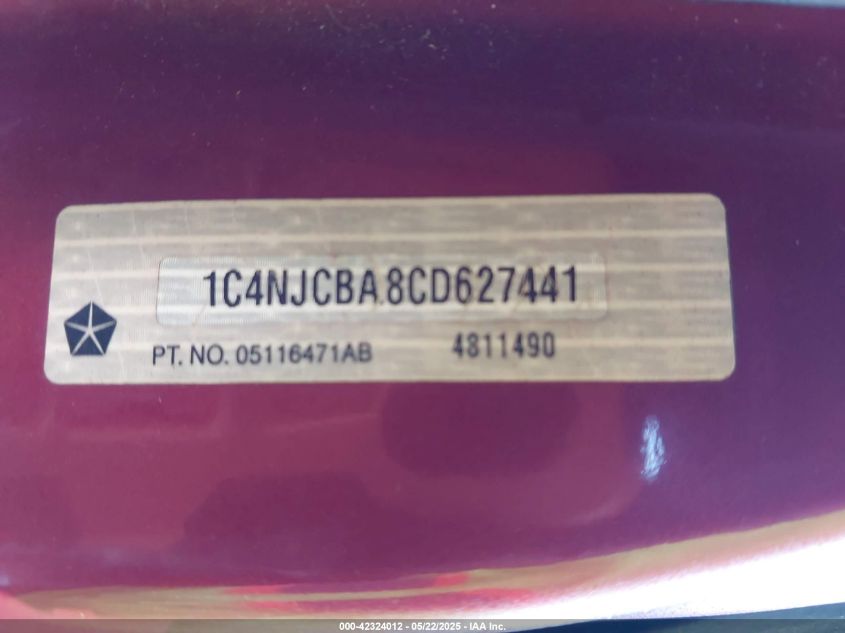 1C4NJCBA8CD627441
PT. NO. 05116471AB 4811490
000-42324012 - 05/22/2025 - IAA Inc.